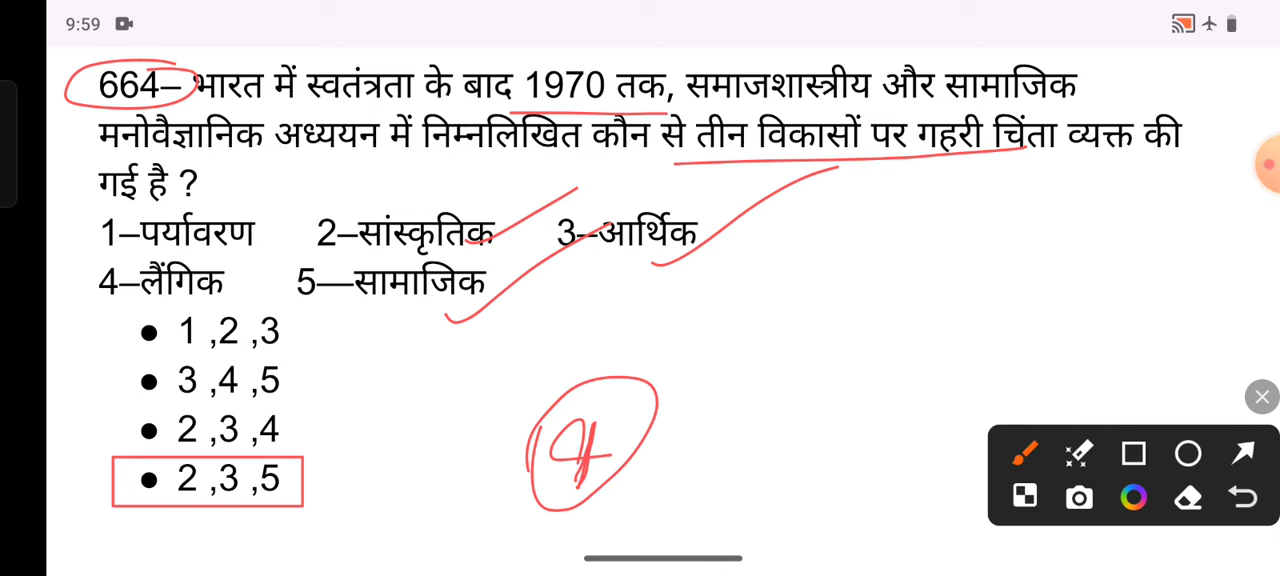 9:59
664– भारत में स्वतंत्रता के बाद 1970 तक, समाजशास्त्रीय और सामाजिक
मनोवैज्ञानिक अध्ययन में निम्नलिखित कौन से तीन विकासों पर गहरी चिंता व्यक्त की
गई है ?
1–पर्यावरण 2–सांस्कृतिक 3–आर्थिक
4–लैंगिक 5—सामाजिक
● 1 ,2 ,3
● 3 ,4 ,5
● 2 ,3 ,4
● 2 ,3 ,5
4